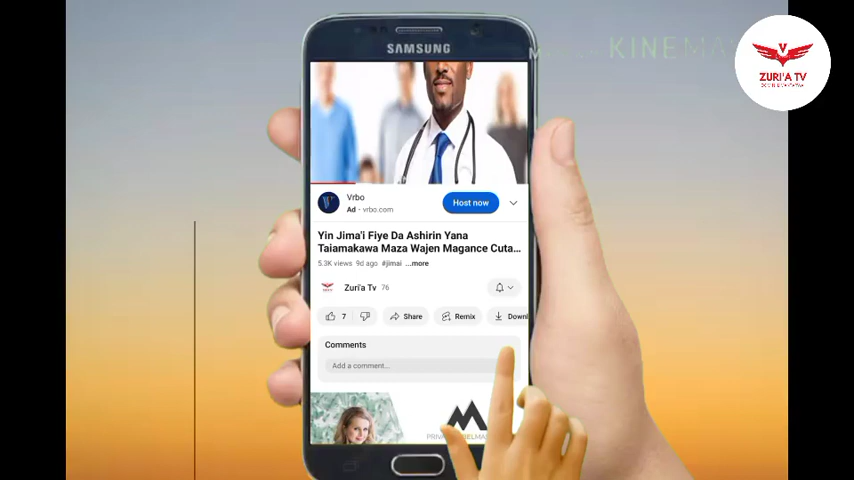 SAMSUNG
KINEMA
ZURI'A TV
Vrbo
Ad - vrbo.com
Host now
Yin Jima'i Fiye Da Ashirin Yana
Taiamakawa Maza Wajen Magance Cuta...
5.3K views 9d ago #jimai ...more
Zuri'a Tv 76
7 Share Remix Downl
Comments
Add a comment...